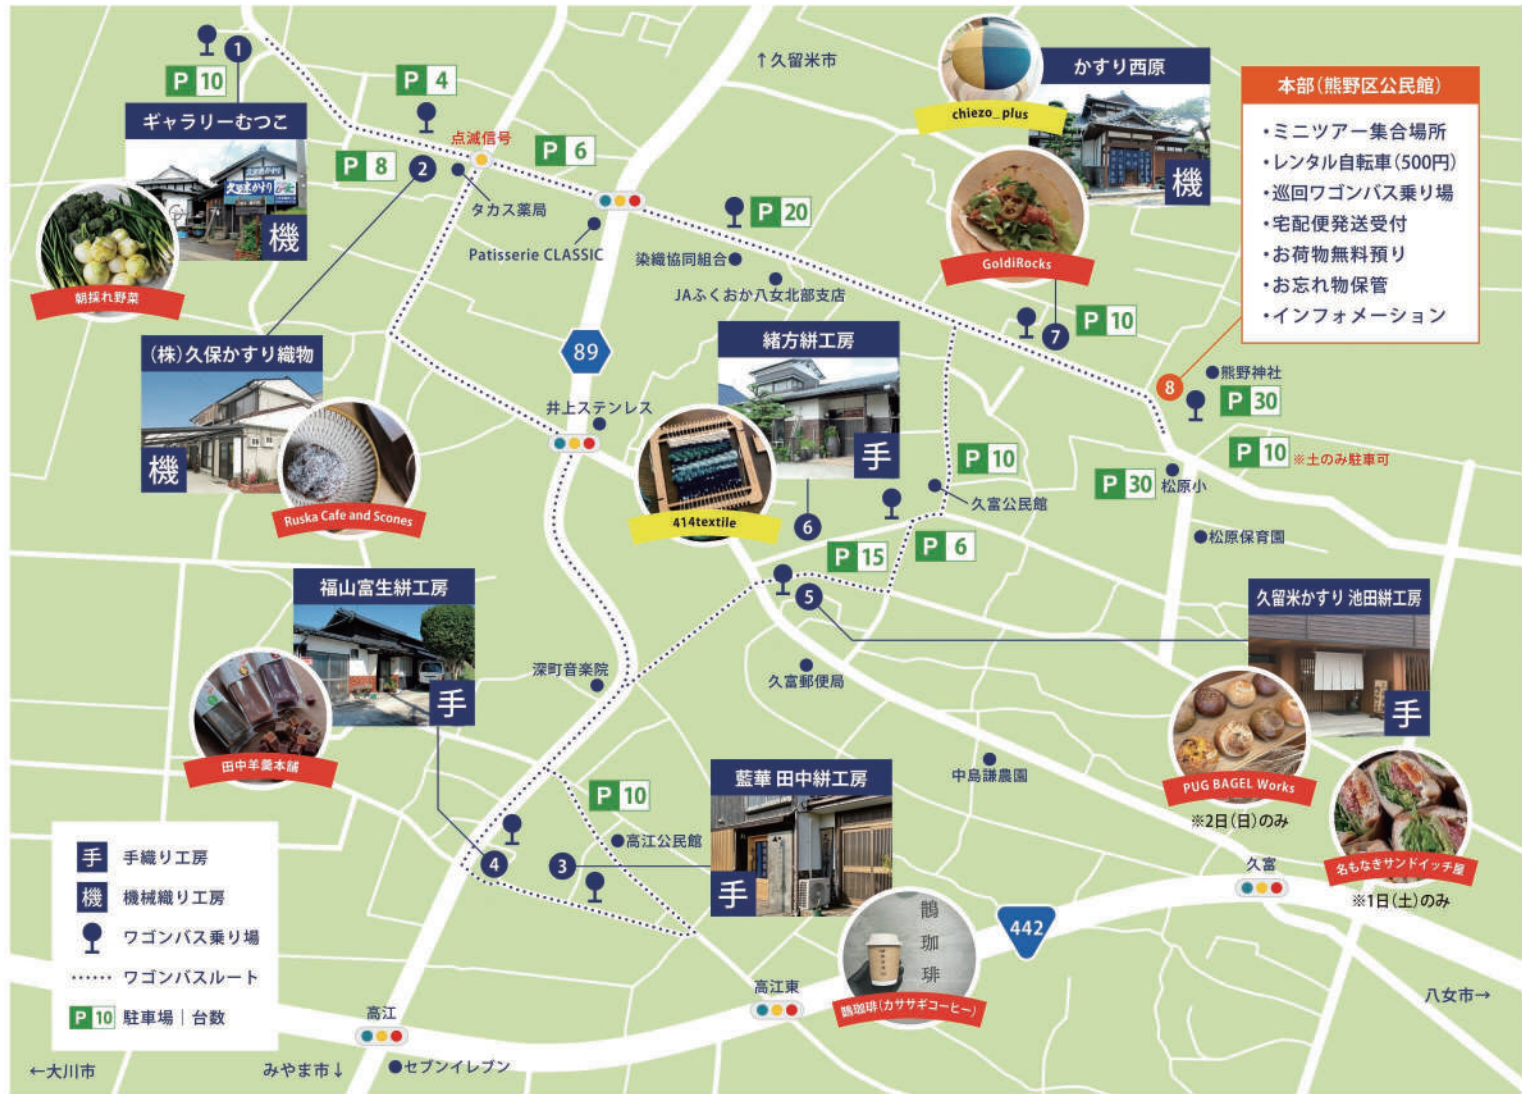 ↑久留米市
1
P 10
P 4
ギャラリーむつこ
久留米かすり
機
朝採れ野菜
P 8
2
点滅信号
P 6
タカス薬局
Patisserie CLASSIC
P 20
染織協同組合
JAふくおか八女北部支店
chiezo_plus
かすり西原
機
GoldiRocks
7
P 10
本部(熊野区公民館)
・ミニツアー集合場所
・レンタル自転車(500円)
・巡回ワゴンバス乗り場
・宅配便発送受付
・お荷物無料預り
・お忘れ物保管
・インフォメーション
8
熊野神社
P 30
P 10 ※土のみ駐車可
P 30
松原小
松原保育園
(株)久保かすり織物
機
Ruska Cafe and Scones
89
井上ステンレス
緒方絣工房
手
414textile
6
P 10
久富公民館
P 15
P 6
5
久留米かすり 池田絣工房
手
PUG BAGEL Works
※2日(日)のみ
名もなきサンドイッチ屋
※1日(土)のみ
福山富生絣工房
手
田中羊羹本舗
深町音楽院
久富郵便局
中島謙農園
P 10
高江公民館
4
3
藍華 田中絣工房
手
鵲
珈
琲
鵲珈琲(カササギコーヒー)
442
久富
手 手織り工房
機 機械織り工房
ワゴンバス乗り場
ワゴンバスルート
P 10 駐車場|台数
高江
高江東
八女市→
←大川市
みやま市↓
セブンイレブン